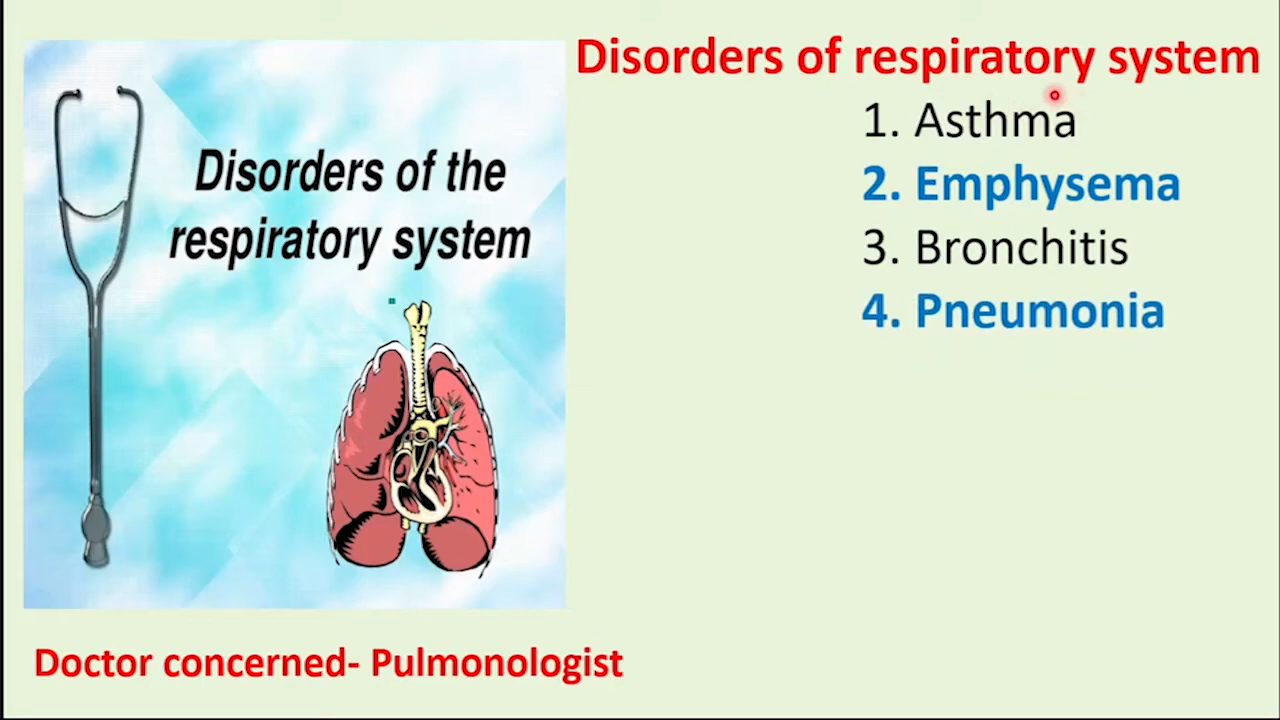 Disorders of respiratory system
1. Asthma
2. Emphysema
3. Bronchitis
4. Pneumonia
Disorders of the
respiratory system
Doctor concerned- Pulmonologist